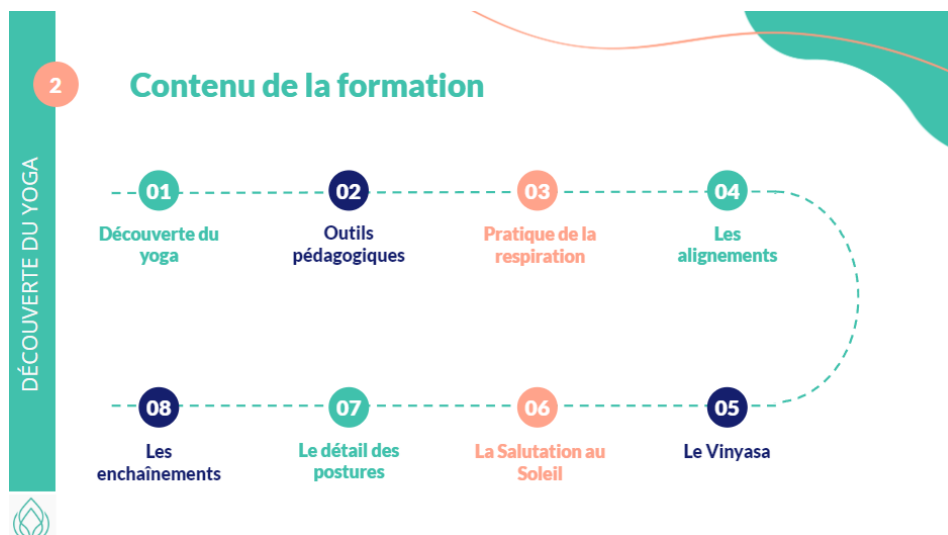 2
Contenu de la formation
DÉCOUVERTE DU YOGA
01
Découverte du
yoga
02
Outils
pédagogiques
03
Pratique de la
respiration
04
Les
alignements
05
Le Vinyasa
06
La Salutation au
Soleil
07
Le détail des
postures
08
Les
enchaînements